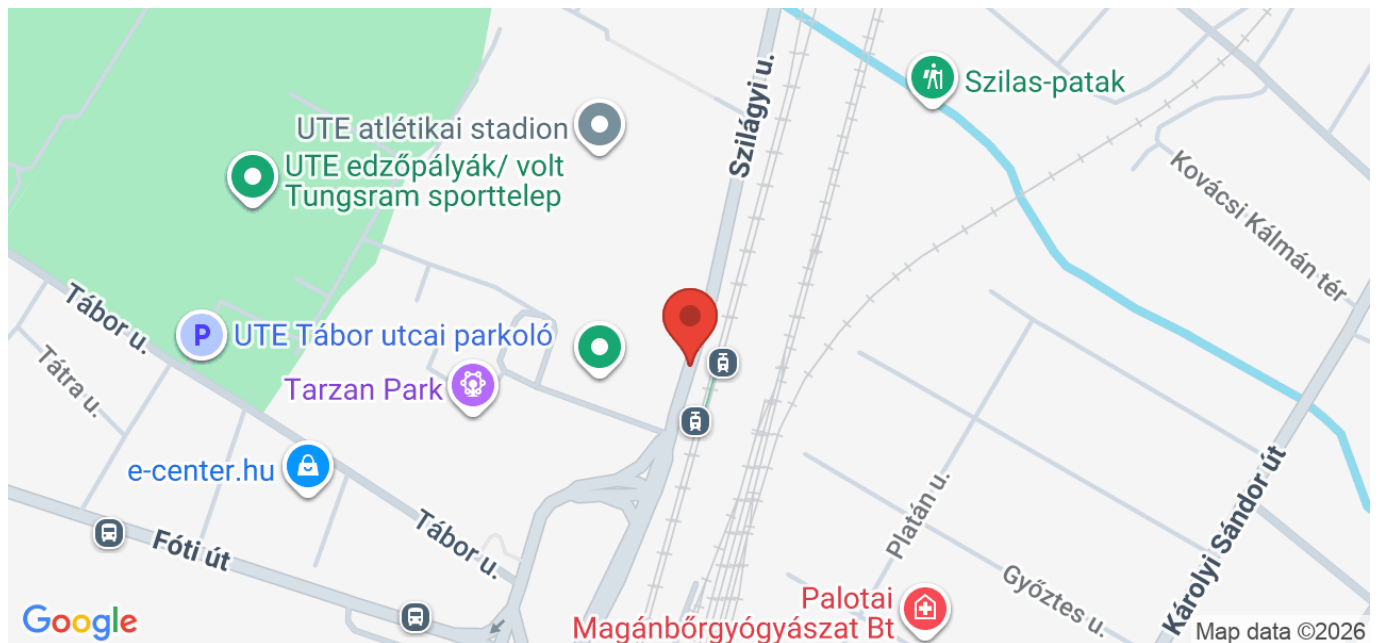 Szilágyi u.
Szilas-patak
UTE atlétikai stadion
UTE edzőpályák/ volt
Tungsram sporttelep
Kovácsi Kálmán tér
Tábor u.
UTE Tábor utcai parkoló
P
Tátra u.
Tarzan Park
e-center.hu
Tábor u.
Fóti út
Platán u.
Károlyi Sándor út
Győztes u.
Palotai
Magánbőrgyógyászat Bt
Google
Map data ©2026